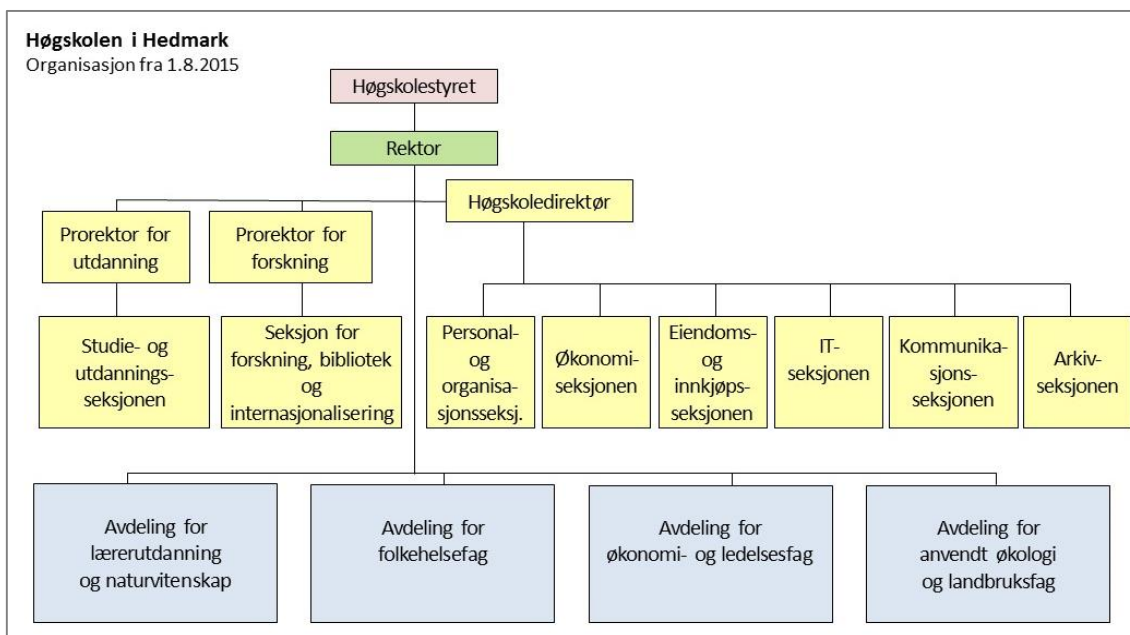 Høgskolen i Hedmark
Organisasjon fra 1.8.2015
Høgskolestyret
Rektor
Høgskoledirektør
Prorektor for
utdanning
Prorektor for
forskning
Studie- og
utdannings-
seksjonen
Seksjon for
forskning, bibliotek
og
internasjonalisering
Personal-
og
organisa-
sjonsseksj.
Økonomi-
seksjonen
Eiendoms-
og
innkjøps-
seksjonen
IT-
seksjonen
Kommunika-
sjons-
seksjonen
Arkiv-
seksjonen
Avdeling for
lærerutdanning
og naturvitenskap
Avdeling for
folkehelsefag
Avdeling for
økonomi- og ledelsesfag
Avdeling for
anvendt økologi
og landbruksfag